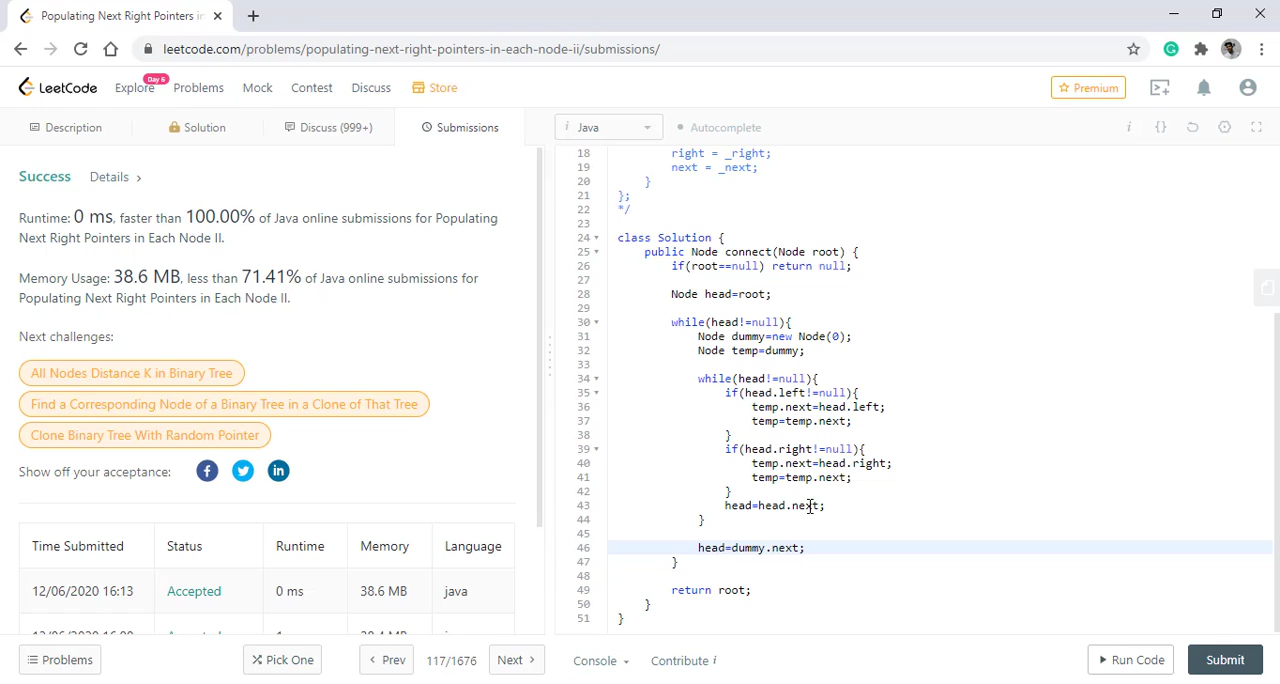 Populating Next Right Pointers in
leetcode.com/problems/populating-next-right-pointers-in-each-node-ii/submissions/
LeetCode
Explore
Day 6
Problems
Mock
Contest
Discuss
Store
Premium
Description
Solution
Discuss (999+)
Submissions
i Java
Autocomplete
Success
Details
Runtime: 0 ms, faster than 100.00% of Java online submissions for Populating
Next Right Pointers in Each Node II.
Memory Usage: 38.6 MB, less than 71.41% of Java online submissions for
Populating Next Right Pointers in Each Node II.
Next challenges:
All Nodes Distance K in Binary Tree
Find a Corresponding Node of a Binary Tree in a Clone of That Tree
Clone Binary Tree With Random Pointer
Show off your acceptance:
Time Submitted Status Runtime Memory Language
12/06/2020 16:13 Accepted 0 ms 38.6 MB java
18 right = _right;
19 next = _next;
20 }
21 };
22 */
23
24 class Solution {
25 public Node connect(Node root) {
26 if(root==null) return null;
27
28 Node head=root;
29
30 while(head!=null){
31 Node dummy=new Node(0);
32 Node temp=dummy;
33
34 while(head!=null){
35 if(head.left!=null){
36 temp.next=head.left;
37 temp=temp.next;
38 }
39 if(head.right!=null){
40 temp.next=head.right;
41 temp=temp.next;
42 }
43 head=head.next;
44 }
45
46 head=dummy.next;
47 }
48
49 return root;
50 }
51 }
Problems
Pick One
Prev
117/1676
Next
Console
Contribute i
Run Code
Submit